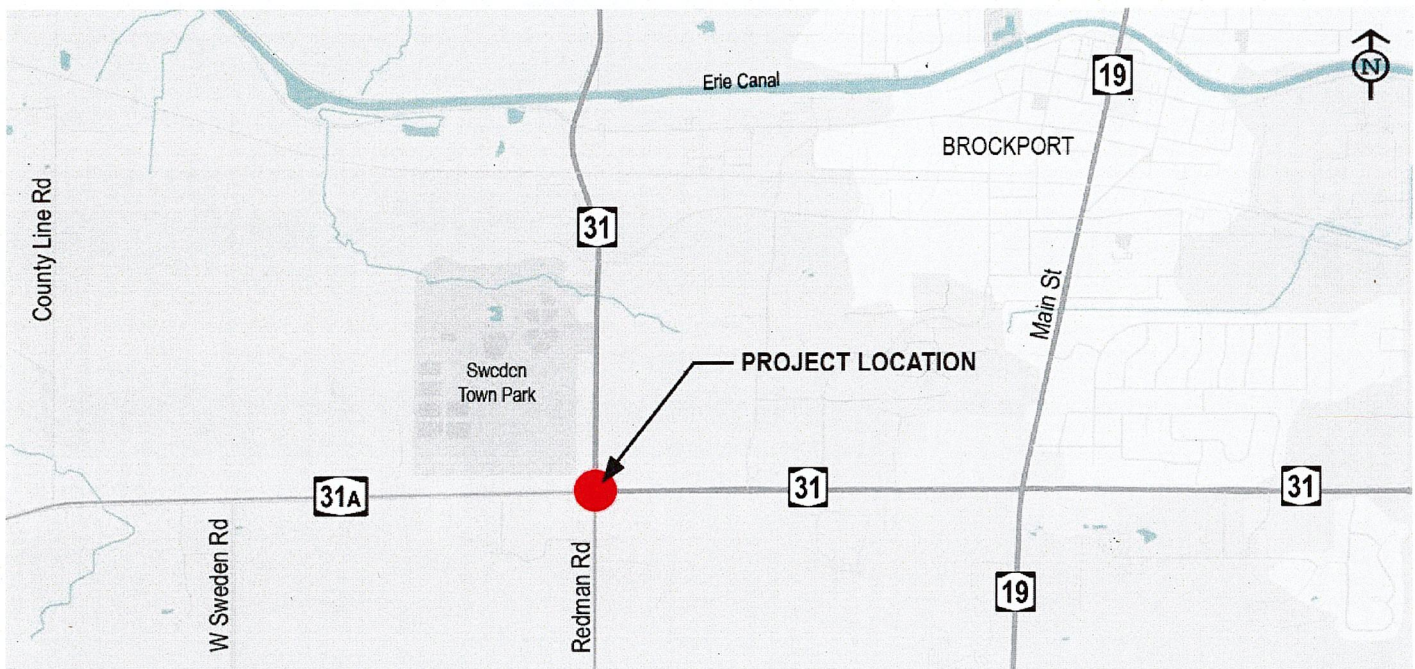 Erie Canal
19
N
BROCKPORT
County Line Rd
31
Main St
PROJECT LOCATION
Swcdcn
Town Park
31A
31
31
W Sweden Rd
Redman Rd
19